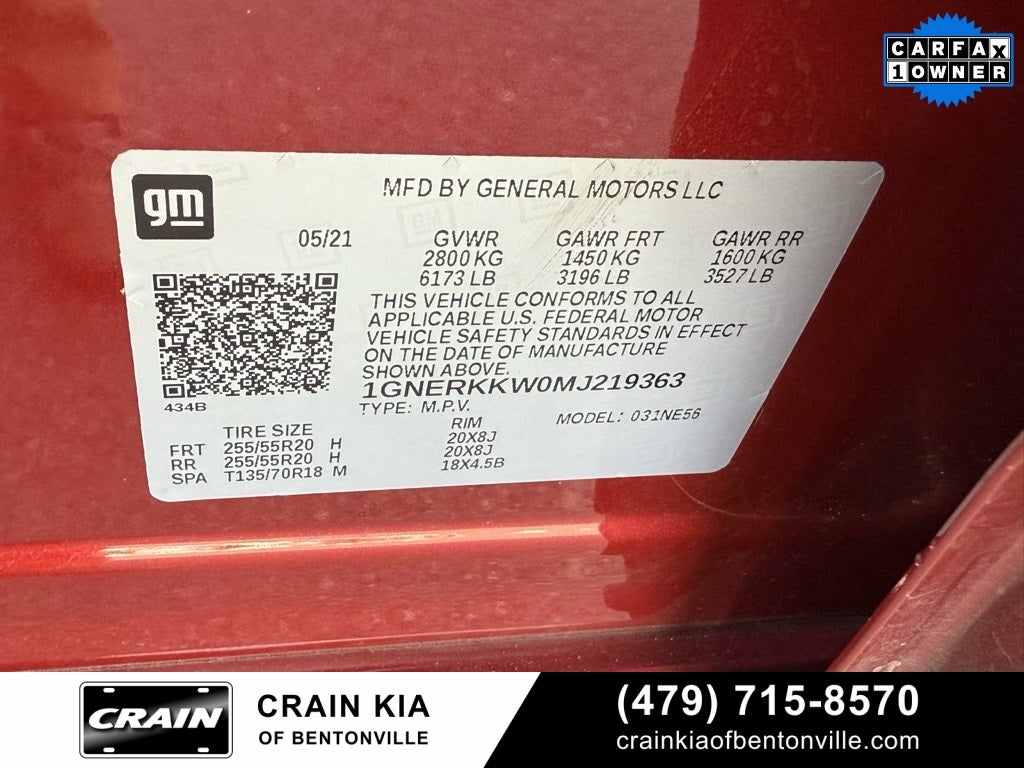 CARFAX
1 OWNER
gm
MFD BY GENERAL MOTORS LLC
05/21 GVWR GAWR FRT GAWR RR
2800 KG 1450 KG 1600 KG
6173 LB 3196 LB 3527 LB
THIS VEHICLE CONFORMS TO ALL
APPLICABLE U.S. FEDERAL MOTOR
VEHICLE SAFETY STANDARDS IN EFFECT
ON THE DATE OF MANUFACTURE
SHOWN ABOVE.
1GNERKKW0MJ219363
434B
TYPE: M.P.V. MODEL: 031NE56
TIRE SIZE RIM
FRT 255/55R20 H 20X8J
RR 255/55R20 H 20X8J
SPA T135/70R18 M 18X4.5B
CRAIN
CRAIN KIA
OF BENTONVILLE
(479) 715-8570
crainkiaofbentonville.com